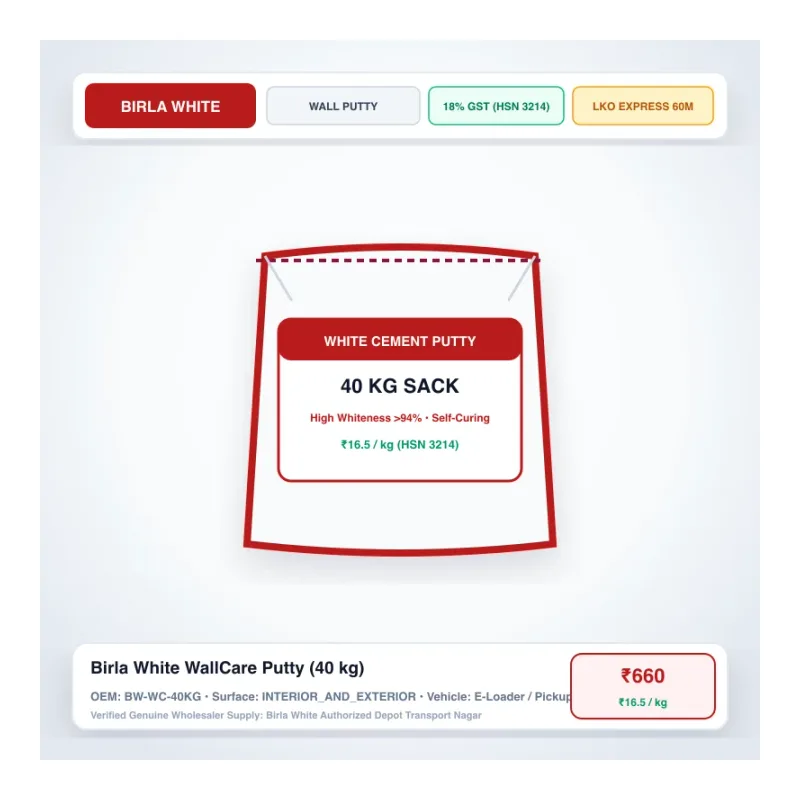 BIRLA WHITE
WALL PUTTY
18% GST (HSN 3214)
LKO EXPRESS 60M
WHITE CEMENT PUTTY
40 KG SACK
High Whiteness >94% • Self-Curing
₹16.5 / kg (HSN 3214)
Birla White WallCare Putty (40 kg)
OEM: BW-WC-40KG • Surface: INTERIOR_AND_EXTERIOR • Vehicle: E-Loader / Pickup
Verified Genuine Wholesaler Supply: Birla White Authorized Depot Transport Nagar
₹660
₹16.5 / kg